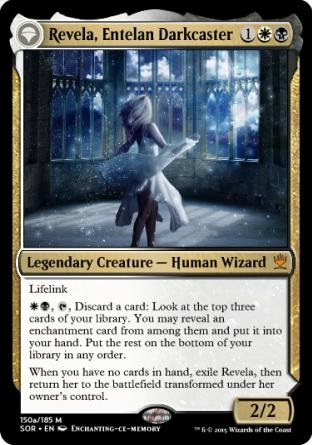 Revela, Entelan Darkcaster 1
Legendary Creature — Human Wizard
Lifelink
, , Discard a card: Look at the top three
cards of your library. You may reveal an
enchantment card from among them and put it into
your hand. Put the rest on the bottom of your
library in any order.
When you have no cards in hand, exile Revela, then
return her to the battlefield transformed under her
owner's control.
2/2
150a/185 M
SOR • EN Enchanting-ce-memory
™ & © 2015 Wizards of the Coast